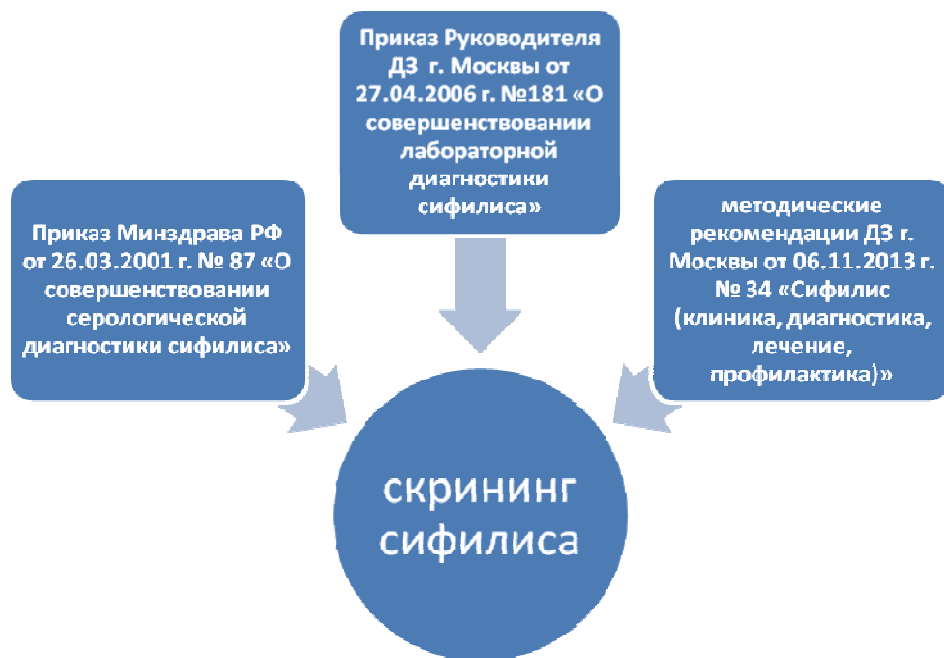 Приказ Руководителя
ДЗ г. Москвы от
27.04.2006 г. №181 «О
совершенствовании
лабораторной
диагностики
сифилиса»
Приказ Минздрава РФ
от 26.03.2001 г. № 87 «О
совершенствовании
серологической
диагностики сифилиса»
методические
рекомендации ДЗ г.
Москвы от 06.11.2013 г.
№ 34 «Сифилис
(клиника, диагностика,
лечение,
профилактика)»
скрининг
сифилиса